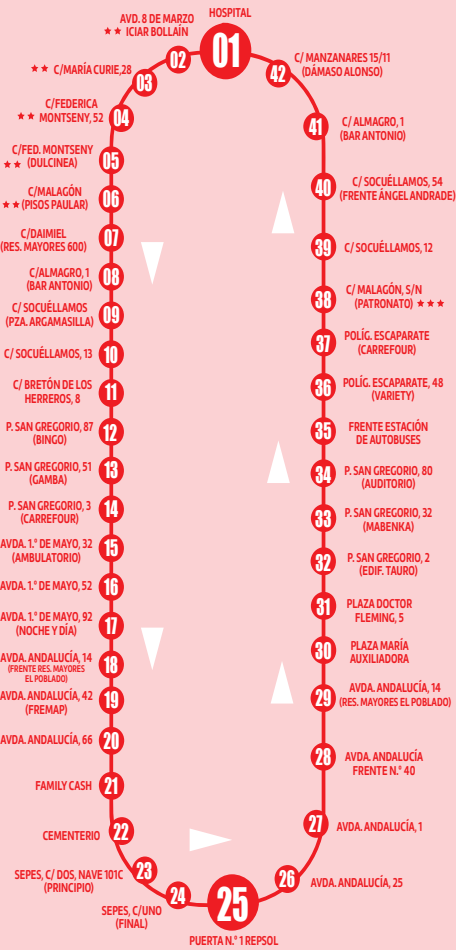 HOSPITAL
01
AVD. 8 DE MARZO
★★ ICIAR BOLLAÍN
02
★★ C/MARÍA CURIE,28
03
C/FEDERICA
★★ MONTSENY, 52
04
C/FED. MONTSENY
★★ (DULCINEA)
05
C/MALAGÓN
★★ (PISOS PAULAR)
06
C/DAIMIEL
(RES. MAYORES 600)
07
C/ALMAGRO, 1
(BAR ANTONIO)
08
C/ SOCUÉLLAMOS
(PZA. ARGAMASILLA)
09
C/ SOCUÉLLAMOS, 13
10
C/ BRETÓN DE LOS
HERREROS, 8
11
P. SAN GREGORIO, 87
(BINGO)
12
P. SAN GREGORIO, 51
(GAMBA)
13
P. SAN GREGORIO, 3
(CARREFOUR)
14
AVDA. 1.º DE MAYO, 32
(AMBULATORIO)
15
AVDA. 1.º DE MAYO, 52
16
AVDA. 1.º DE MAYO, 92
(NOCHE Y DÍA)
17
AVDA. ANDALUCÍA, 14
(FRENTE RES. MAYORES
EL POBLADO)
18
AVDA. ANDALUCÍA, 42
(FREMAP)
19
AVDA. ANDALUCÍA, 66
20
FAMILY CASH
21
CEMENTERIO
22
SEPES, C/ DOS, NAVE 101C
(PRINCIPIO)
23
SEPES, C/UNO
(FINAL)
24
25
PUERTA N.º 1 REPSOL
26
AVDA. ANDALUCÍA, 25
27
AVDA. ANDALUCÍA, 1
28
AVDA. ANDALUCÍA
FRENTE N.º 40
29
AVDA. ANDALUCÍA, 14
(RES. MAYORES EL POBLADO)
30
PLAZA MARÍA
AUXILIADORA
31
PLAZA DOCTOR
FLEMING, 5
32
P. SAN GREGORIO, 2
(EDIF. TAURO)
33
P. SAN GREGORIO, 32
(MABENKA)
34
P. SAN GREGORIO, 80
(AUDITORIO)
35
FRENTE ESTACIÓN
DE AUTOBUSES
36
POLÍG. ESCAPARATE, 48
(VARIETY)
37
POLÍG. ESCAPARATE
(CARREFOUR)
38
C/ MALAGÓN, S/N
(PATRONATO) ★★★
39
C/ SOCUÉLLAMOS, 12
40
C/ SOCUÉLLAMOS, 54
(FRENTE ÁNGEL ANDRADE)
41
C/ ALMAGRO, 1
(BAR ANTONIO)
42
C/ MANZANARES 15/11
(DÁMASO ALONSO)